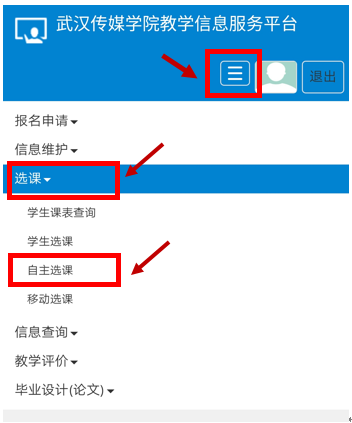 武汉传媒学院教学信息服务平台
退出
报名申请
信息维护
选课
学生课表查询
学生选课
自主选课
移动选课
信息查询
教学评价
毕业设计(论文)